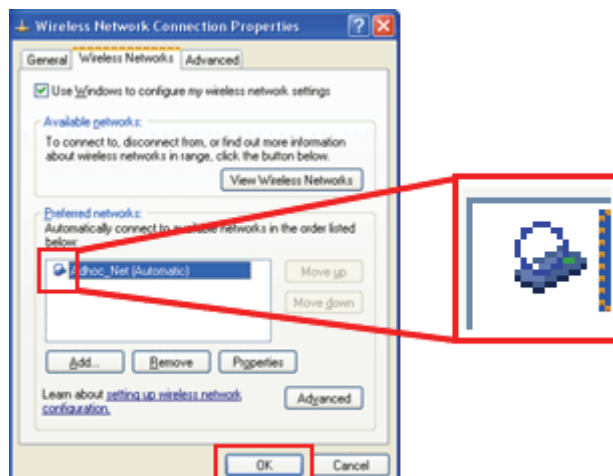 Wireless Network Connection Properties
General Wireless Networks Advanced
Use Windows to configure my wireless network settings
Available networks:
To connect to, disconnect from, or find out more information
about wireless networks in range, click the button below.
View Wireless Networks
Preferred networks:
Automatically connect to available networks in the order listed
below:
Adhoc_Net (Automatic)
Move up
Move down
Add... Remove Properties
Learn about setting up wireless network
configuration.
Advanced
OK Cancel